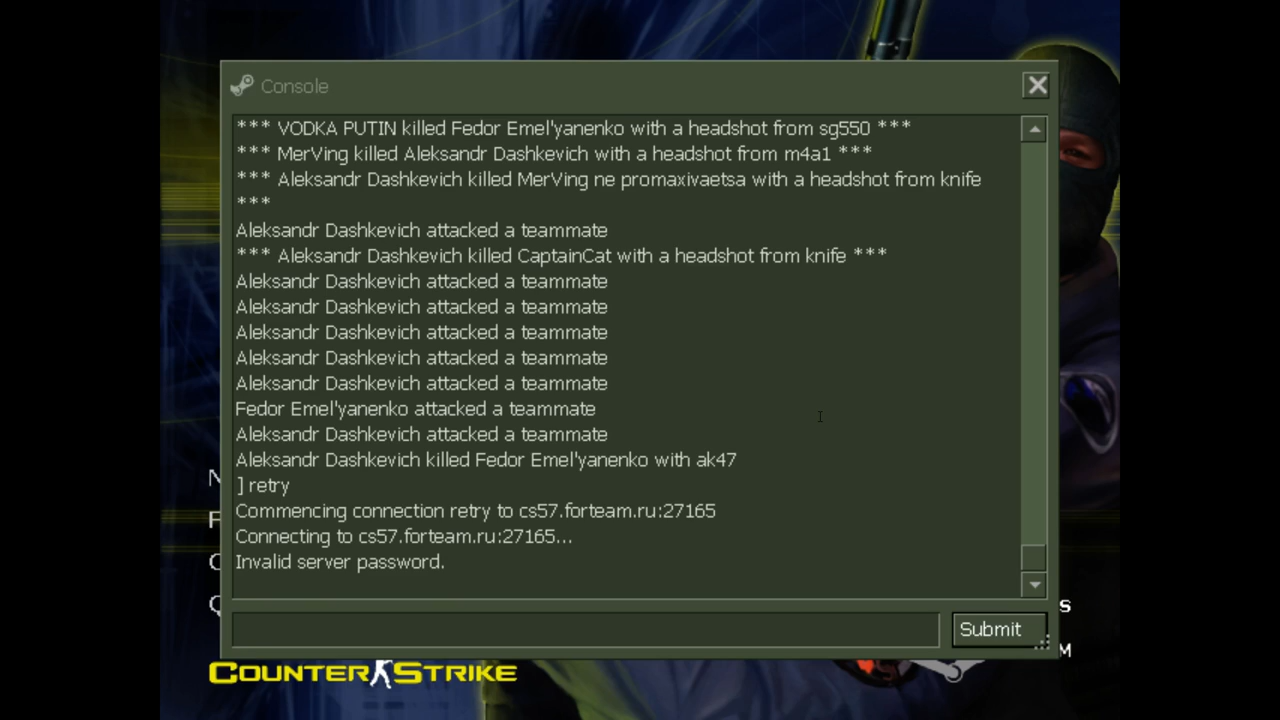 Console
*** VODKA PUTIN killed Fedor Emel'yanenko with a headshot from sg550 ***
*** MerVing killed Aleksandr Dashkevich with a headshot from m4a1 ***
*** Aleksandr Dashkevich killed MerVing ne promaxivaetsa with a headshot from knife
***
Aleksandr Dashkevich attacked a teammate
*** Aleksandr Dashkevich killed CaptainCat with a headshot from knife ***
Aleksandr Dashkevich attacked a teammate
Aleksandr Dashkevich attacked a teammate
Aleksandr Dashkevich attacked a teammate
Aleksandr Dashkevich attacked a teammate
Aleksandr Dashkevich attacked a teammate
Fedor Emel'yanenko attacked a teammate
Aleksandr Dashkevich attacked a teammate
Aleksandr Dashkevich killed Fedor Emel'yanenko with ak47
] retry
Commencing connection retry to cs57.forteam.ru:27165
Connecting to cs57.forteam.ru:27165...
Invalid server password.
Submit
COUNTER STRIKE